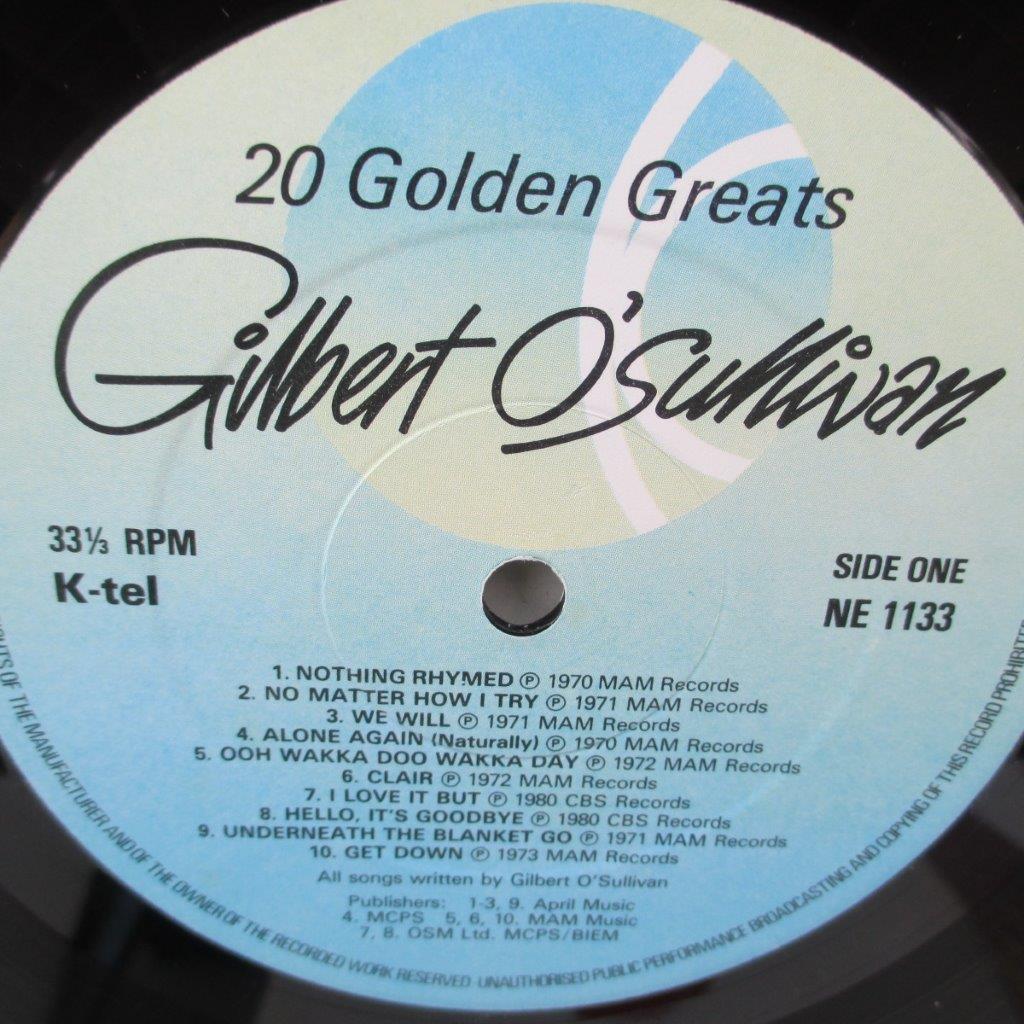 20 Golden Greats
Gilbert O'Sullivan
33⅓ RPM
K-tel
SIDE ONE
NE 1133
1. NOTHING RHYMED ℗ 1970 MAM Records
2. NO MATTER HOW I TRY ℗ 1971 MAM Records
3. WE WILL ℗ 1971 MAM Records
4. ALONE AGAIN (Naturally) ℗ 1970 MAM Records
5. OOH WAKKA DOO WAKKA DAY ℗ 1972 MAM Records
6. CLAIR ℗ 1972 MAM Records
7. I LOVE IT BUT ℗ 1980 CBS Records
8. HELLO, IT'S GOODBYE ℗ 1980 CBS Records
9. UNDERNEATH THE BLANKET GO ℗ 1971 MAM Records
10. GET DOWN ℗ 1973 MAM Records
All songs written by Gilbert O'Sullivan
Publishers: 1-3, 9. April Music
4. MCPS 5, 6, 10. MAM Music
7, 8. OSM Ltd. MCPS/BIEM
OF THE MANUFACTURER AND OF THE OWNER OF THE RECORDED WORK RESERVED UNAUTHORISED PUBLIC PERFORMANCE BROADCASTING AND COPYING OF THIS RECORD PROHIBITED